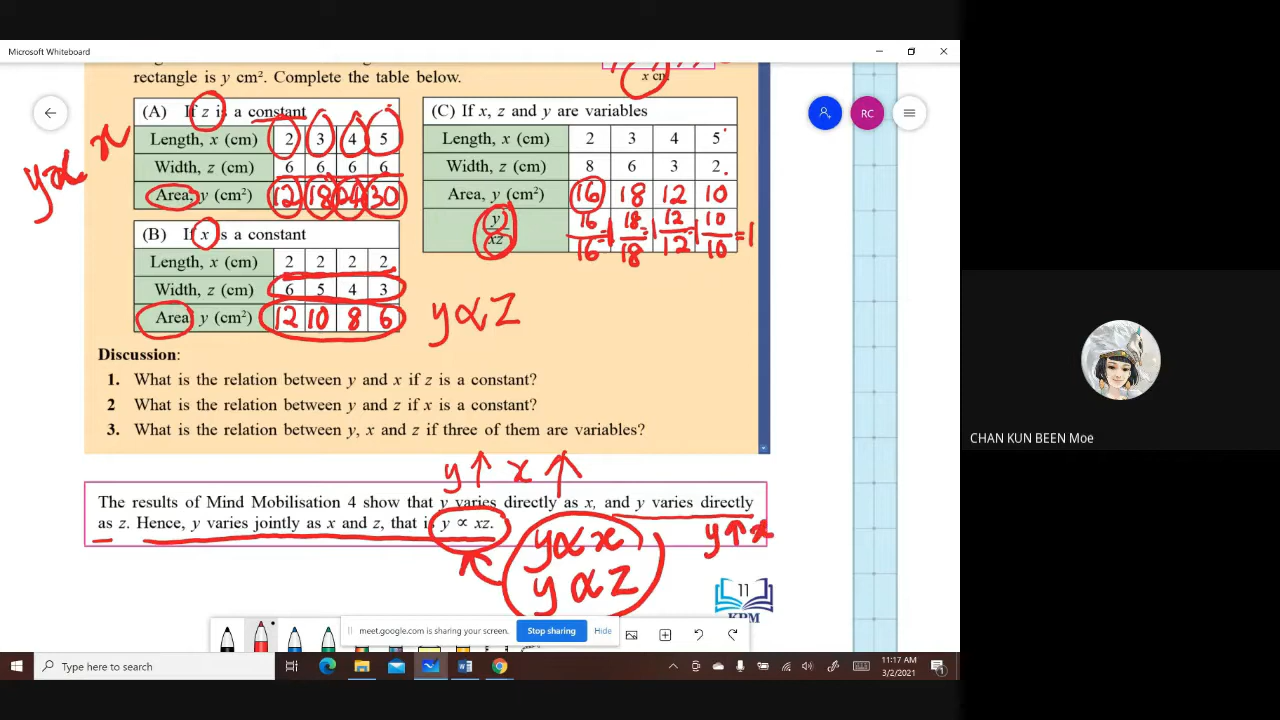 Microsoft Whiteboard
rectangle is y cm². Complete the table below.
x cm
(A) If z is a constant
Length, x (cm) 2 3 4 5
Width, z (cm) 6 6 6 6
Area, y (cm²) 12 18 24 30
y ∝ x
(B) If x is a constant
Length, x (cm) 2 2 2 2
Width, z (cm) 6 5 4 3
Area, y (cm²) 12 10 8 6
y ∝ z
(C) If x, z and y are variables
Length, x (cm) 2 3 4 5
Width, z (cm) 8 6 3 2
Area, y (cm²) 16 18 12 10
y/xz 16/16=1 18/18=1 12/12=1 10/10=1
RC
Discussion:
1. What is the relation between y and x if z is a constant?
2 What is the relation between y and z if x is a constant?
3. What is the relation between y, x and z if three of them are variables?
y↑ x ↑
The results of Mind Mobilisation 4 show that y varies directly as x, and y varies directly
as z. Hence, y varies jointly as x and z, that is y ∝ xz.
y↑ x
y ∝ x
y ∝ z
11
KPM
CHAN KUN BEEN Moe
meet.google.com is sharing your screen. Stop sharing Hide
Type here to search
11:17 AM
3/2/2021
1